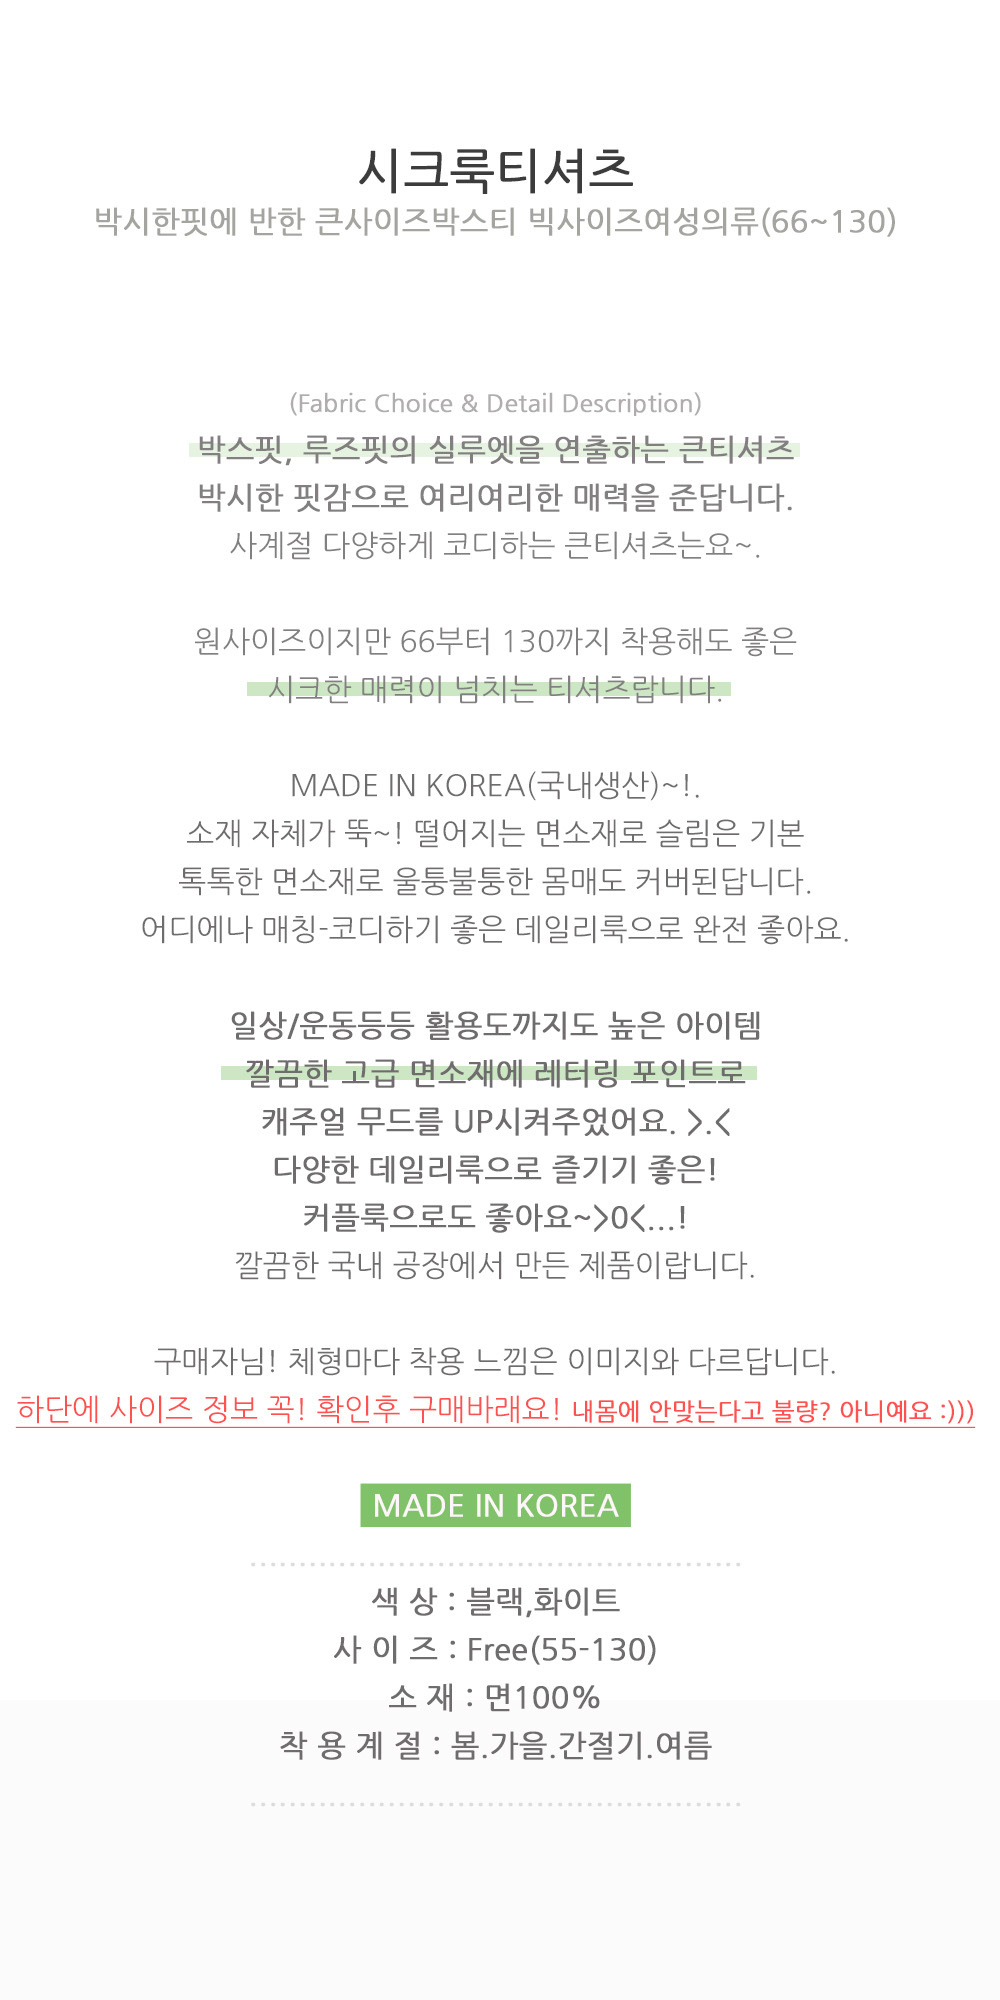 시크룩티셔츠
박시한핏에 반한 큰사이즈박스티 빅사이즈여성의류(66~130)
(Fabric Choice & Detail Description)
박스핏, 루즈핏의 실루엣을 연출하는 큰티셔츠
박시한 핏감으로 여리여리한 매력을 준답니다.
사계절 다양하게 코디하는 큰티셔츠는요~.
원사이즈이지만 66부터 130까지 착용해도 좋은
시크한 매력이 넘치는 티셔츠랍니다.
MADE IN KOREA(국내생산)~!.
소재 자체가 뚝~! 떨어지는 면소재로 슬림은 기본
톡톡한 면소재로 울퉁불퉁한 몸매도 커버된답니다.
어디에나 매칭-코디하기 좋은 데일리룩으로 완전 좋아요.
일상/운동등등 활용도까지도 높은 아이템
깔끔한 고급 면소재에 레터링 포인트로
캐주얼 무드를 UP시켜주었어요. >.<
다양한 데일리룩으로 즐기기 좋은!
커플룩으로도 좋아요~>0<...!
깔끔한 국내 공장에서 만든 제품이랍니다.
구매자님! 체형마다 착용 느낌은 이미지와 다르답니다.
하단에 사이즈 정보 꼭! 확인후 구매바래요! 내몸에 안맞는다고 불량? 아니예요 :)))
MADE IN KOREA
색 상 : 블랙,화이트
사 이 즈 : Free(55-130)
소 재 : 면100%
착 용 계 절 : 봄.가을.간절기.여름